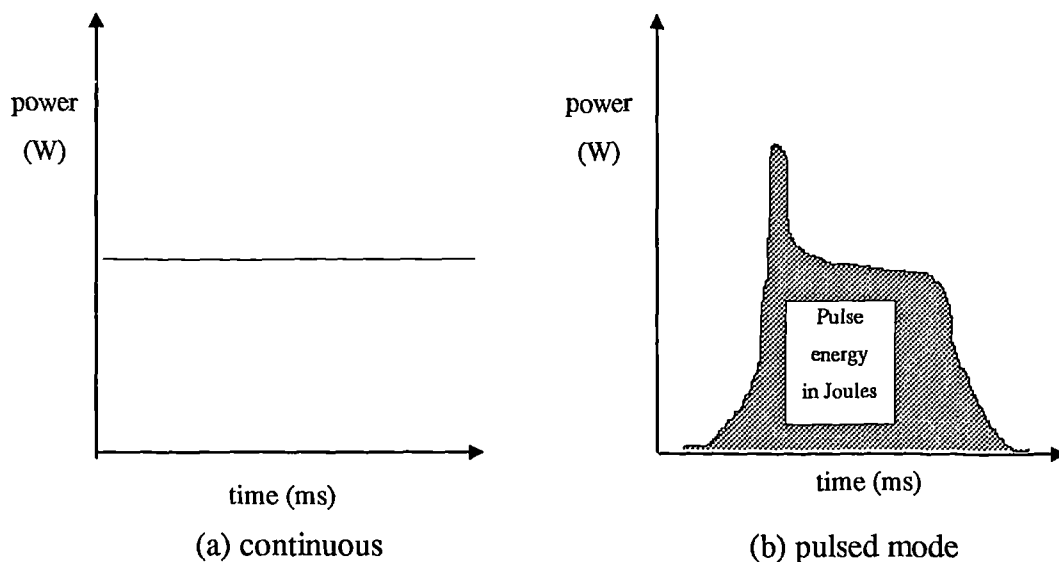 power
(W)
time (ms)
(a) continuous
power
(W)
Pulse
energy
in Joules
time (ms)
(b) pulsed mode